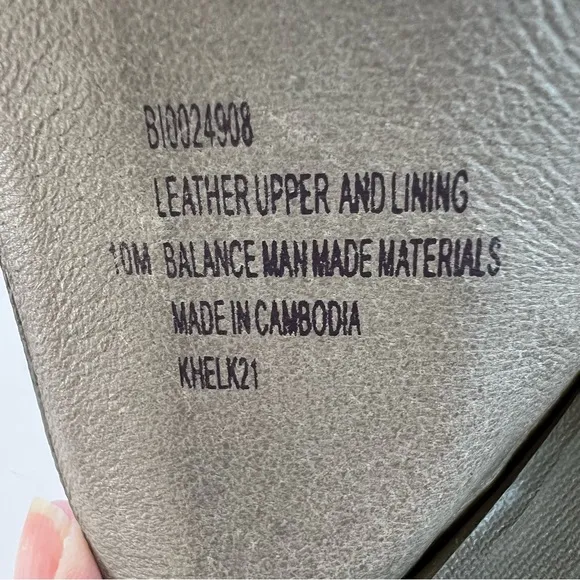 BI0024908
LEATHER UPPER AND LINING
10M BALANCE MAN MADE MATERIALS
MADE IN CAMBODIA
KHELK21